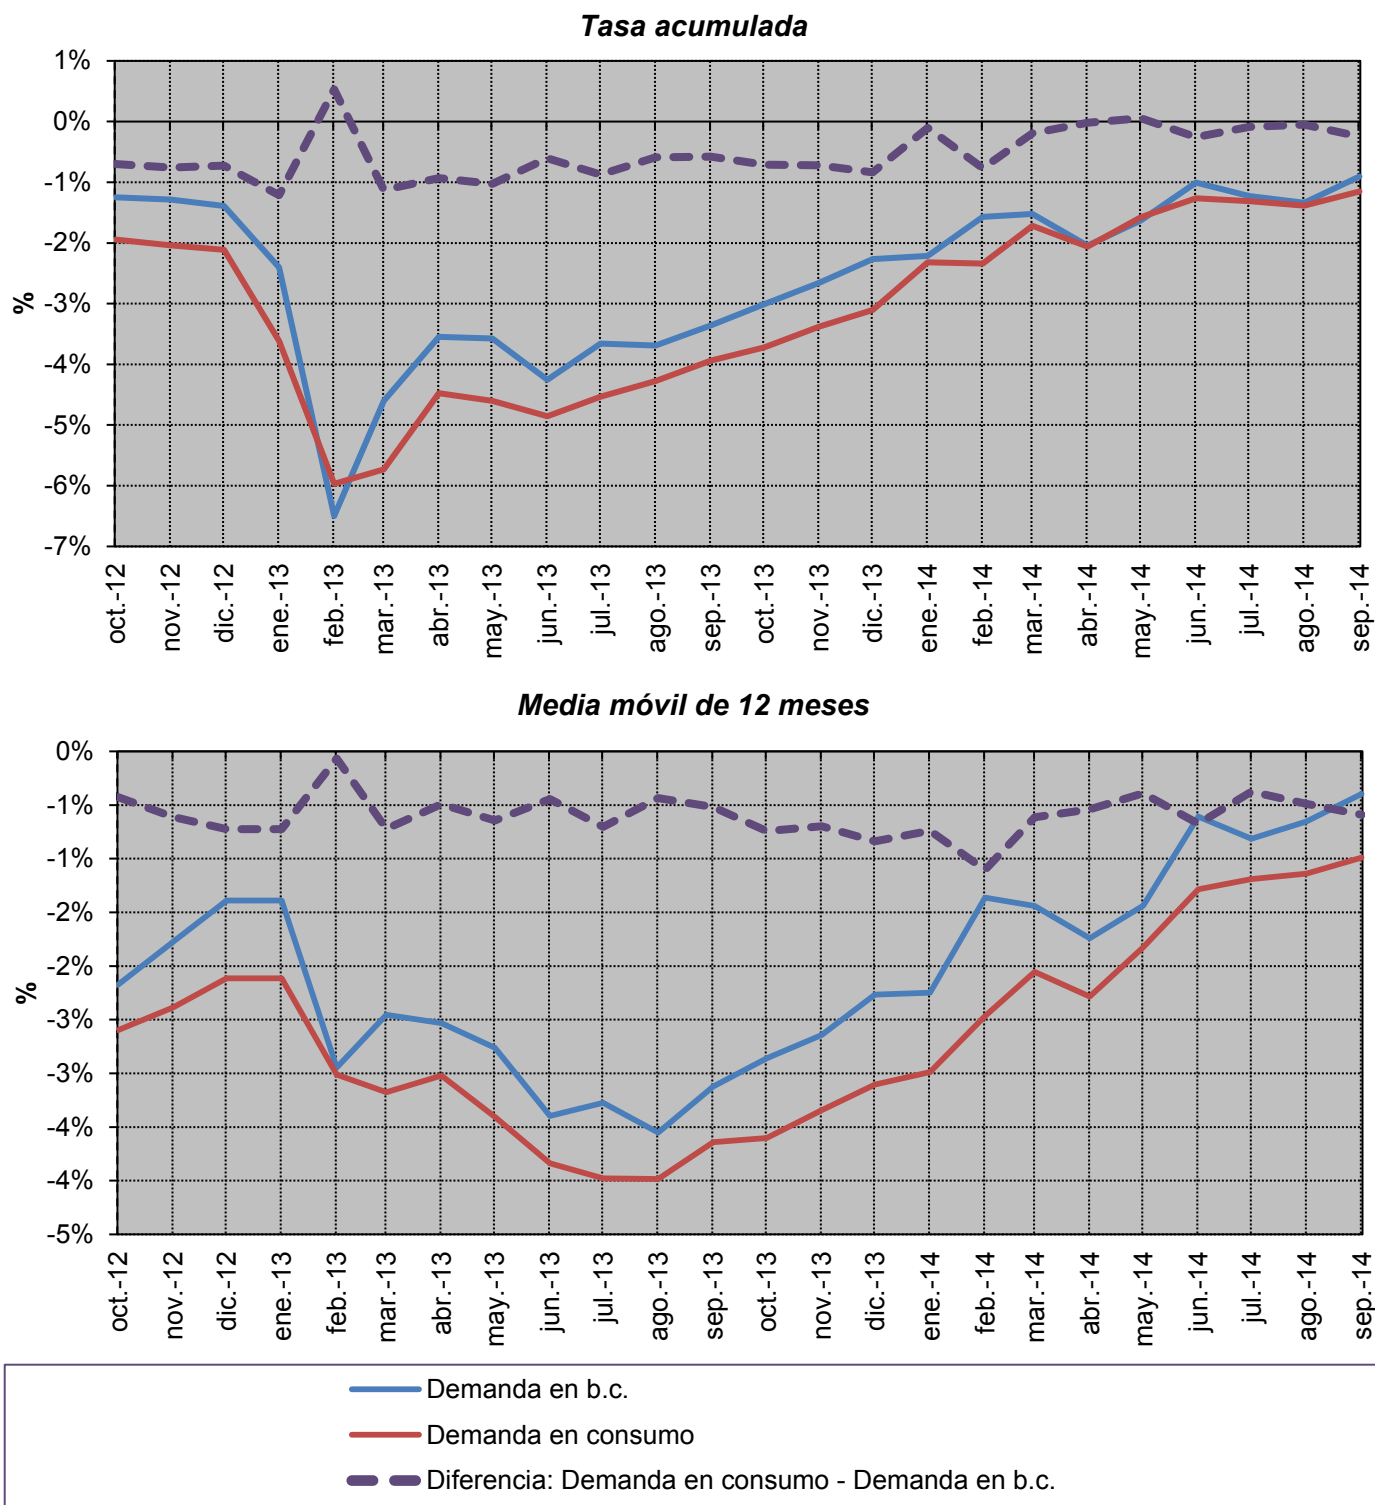 Tasa acumulada
1%
0%
-1%
-2%
-3%
-4%
-5%
-6%
-7%
%
oct.-12
nov.-12
dic.-12
ene.-13
feb.-13
mar.-13
abr.-13
may.-13
jun.-13
jul.-13
ago.-13
sep.-13
oct.-13
nov.-13
dic.-13
ene.-14
feb.-14
mar.-14
abr.-14
may.-14
jun.-14
jul.-14
ago.-14
sep.-14
Media móvil de 12 meses
0%
-1%
-1%
-2%
-2%
-3%
-3%
-4%
-4%
-5%
%
oct.-12
nov.-12
dic.-12
ene.-13
feb.-13
mar.-13
abr.-13
may.-13
jun.-13
jul.-13
ago.-13
sep.-13
oct.-13
nov.-13
dic.-13
ene.-14
feb.-14
mar.-14
abr.-14
may.-14
jun.-14
jul.-14
ago.-14
sep.-14
Demanda en b.c.
Demanda en consumo
Diferencia: Demanda en consumo - Demanda en b.c.